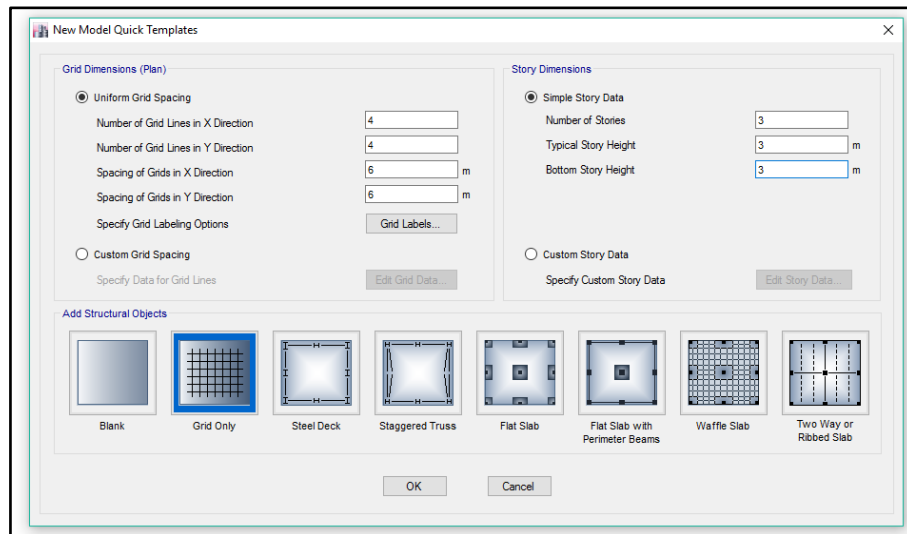 New Model Quick Templates
Grid Dimensions (Plan)
Uniform Grid Spacing
Number of Grid Lines in X Direction 4
Number of Grid Lines in Y Direction 4
Spacing of Grids in X Direction 6 m
Spacing of Grids in Y Direction 6 m
Specify Grid Labeling Options Grid Labels...
Custom Grid Spacing
Specify Data for Grid Lines Edit Grid Data...
Story Dimensions
Simple Story Data
Number of Stories 3
Typical Story Height 3 m
Bottom Story Height 3 m
Custom Story Data
Specify Custom Story Data Edit Story Data...
Add Structural Objects
Blank
Grid Only
Steel Deck
Staggered Truss
Flat Slab
Flat Slab with
Perimeter Beams
Waffle Slab
Two Way or
Ribbed Slab
OK
Cancel